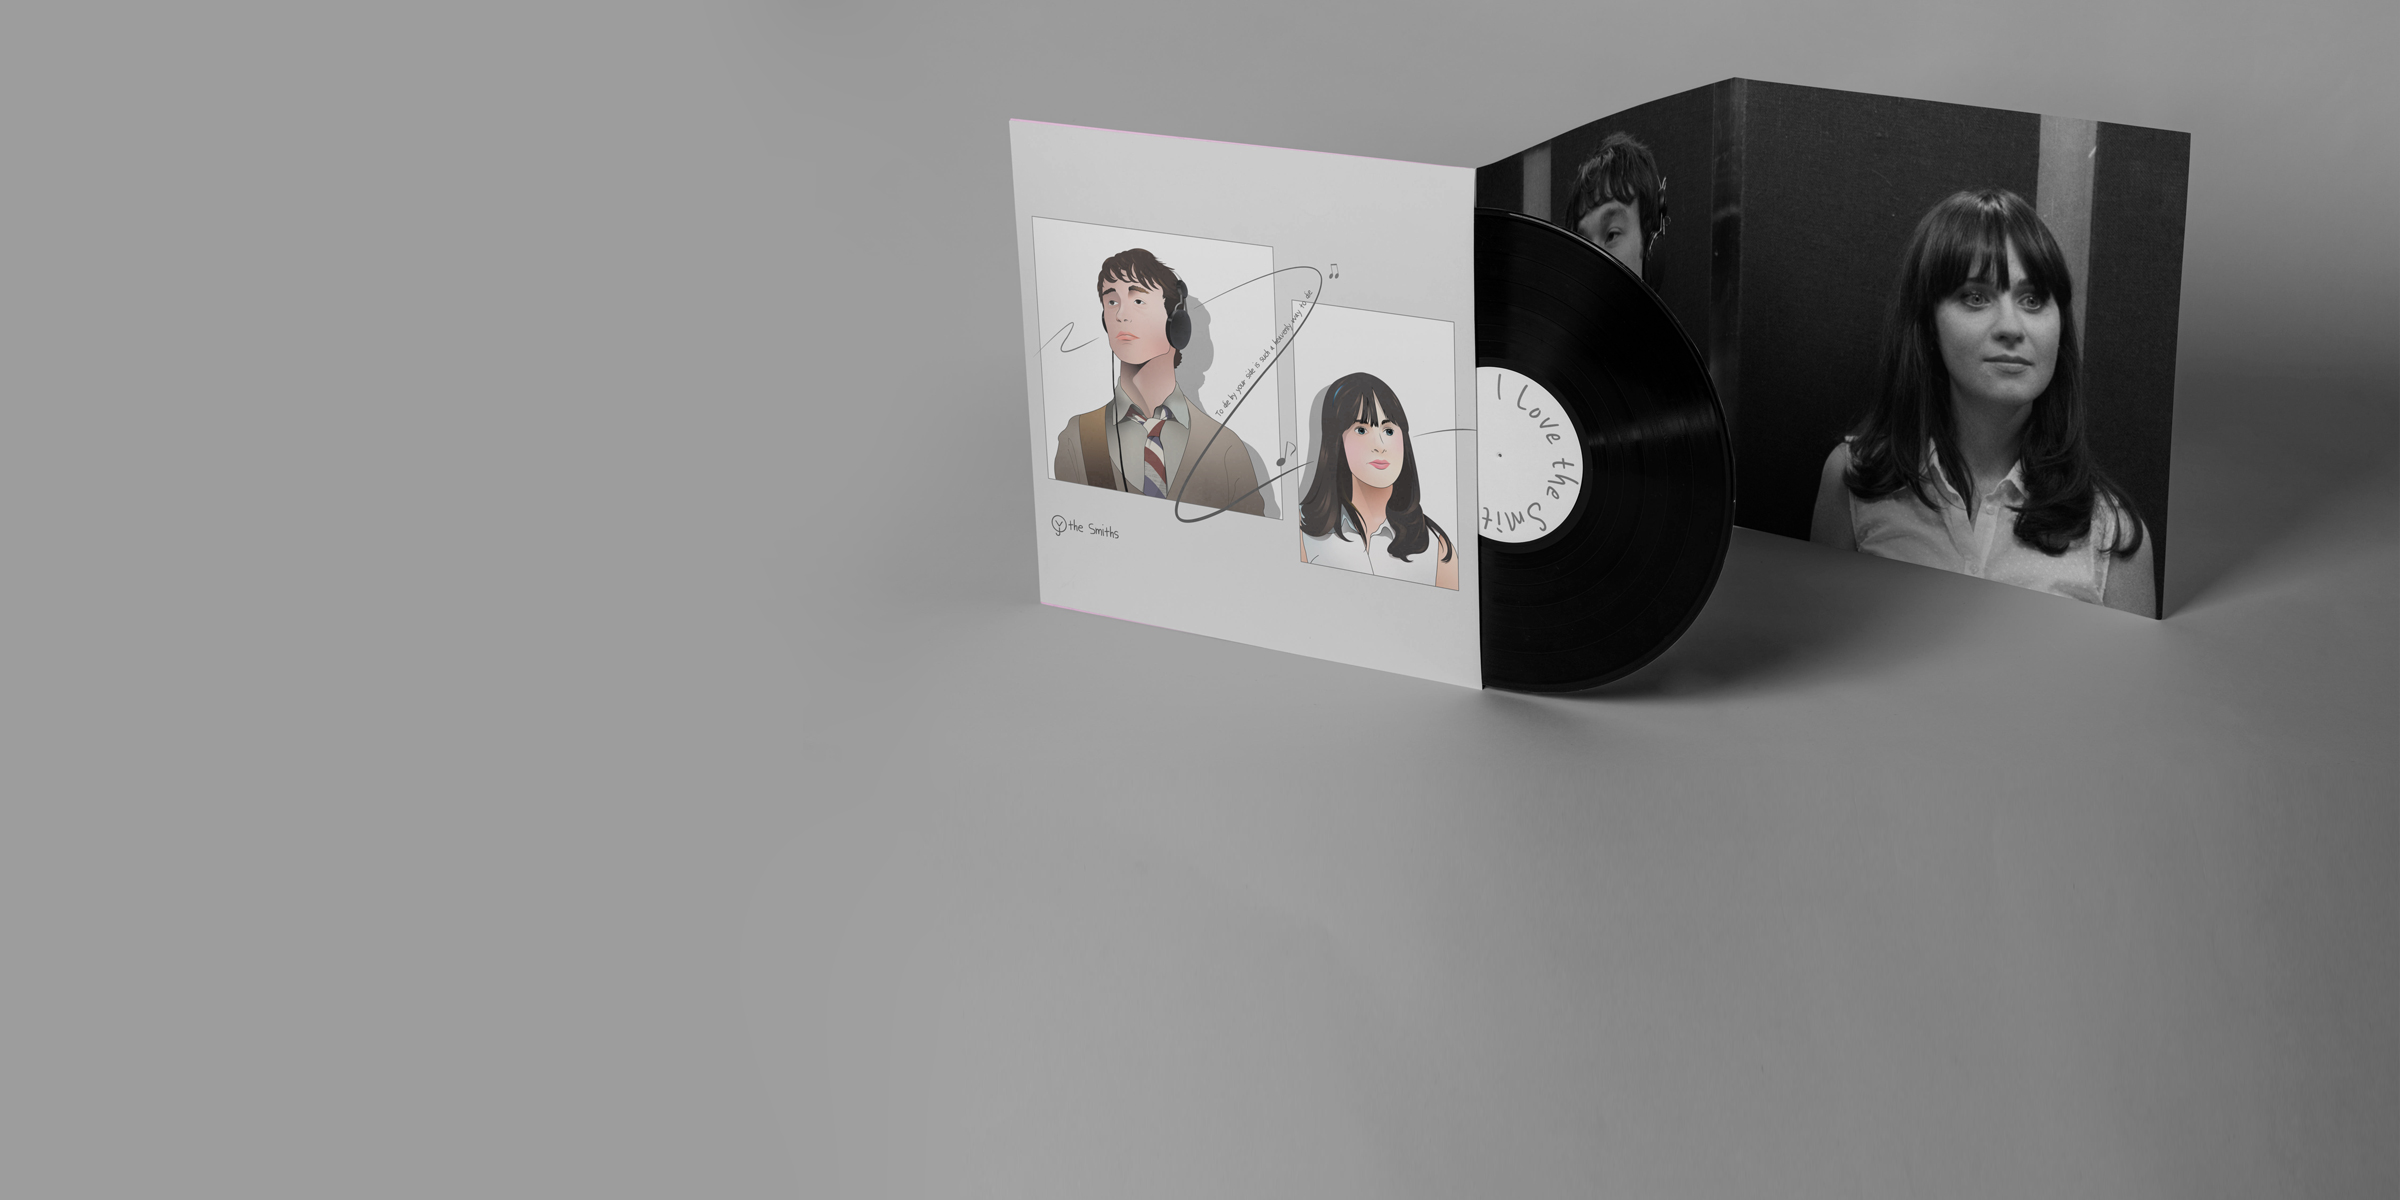 To die by your side is such a heavenly way to die
Y the Smiths
I Love the Smit